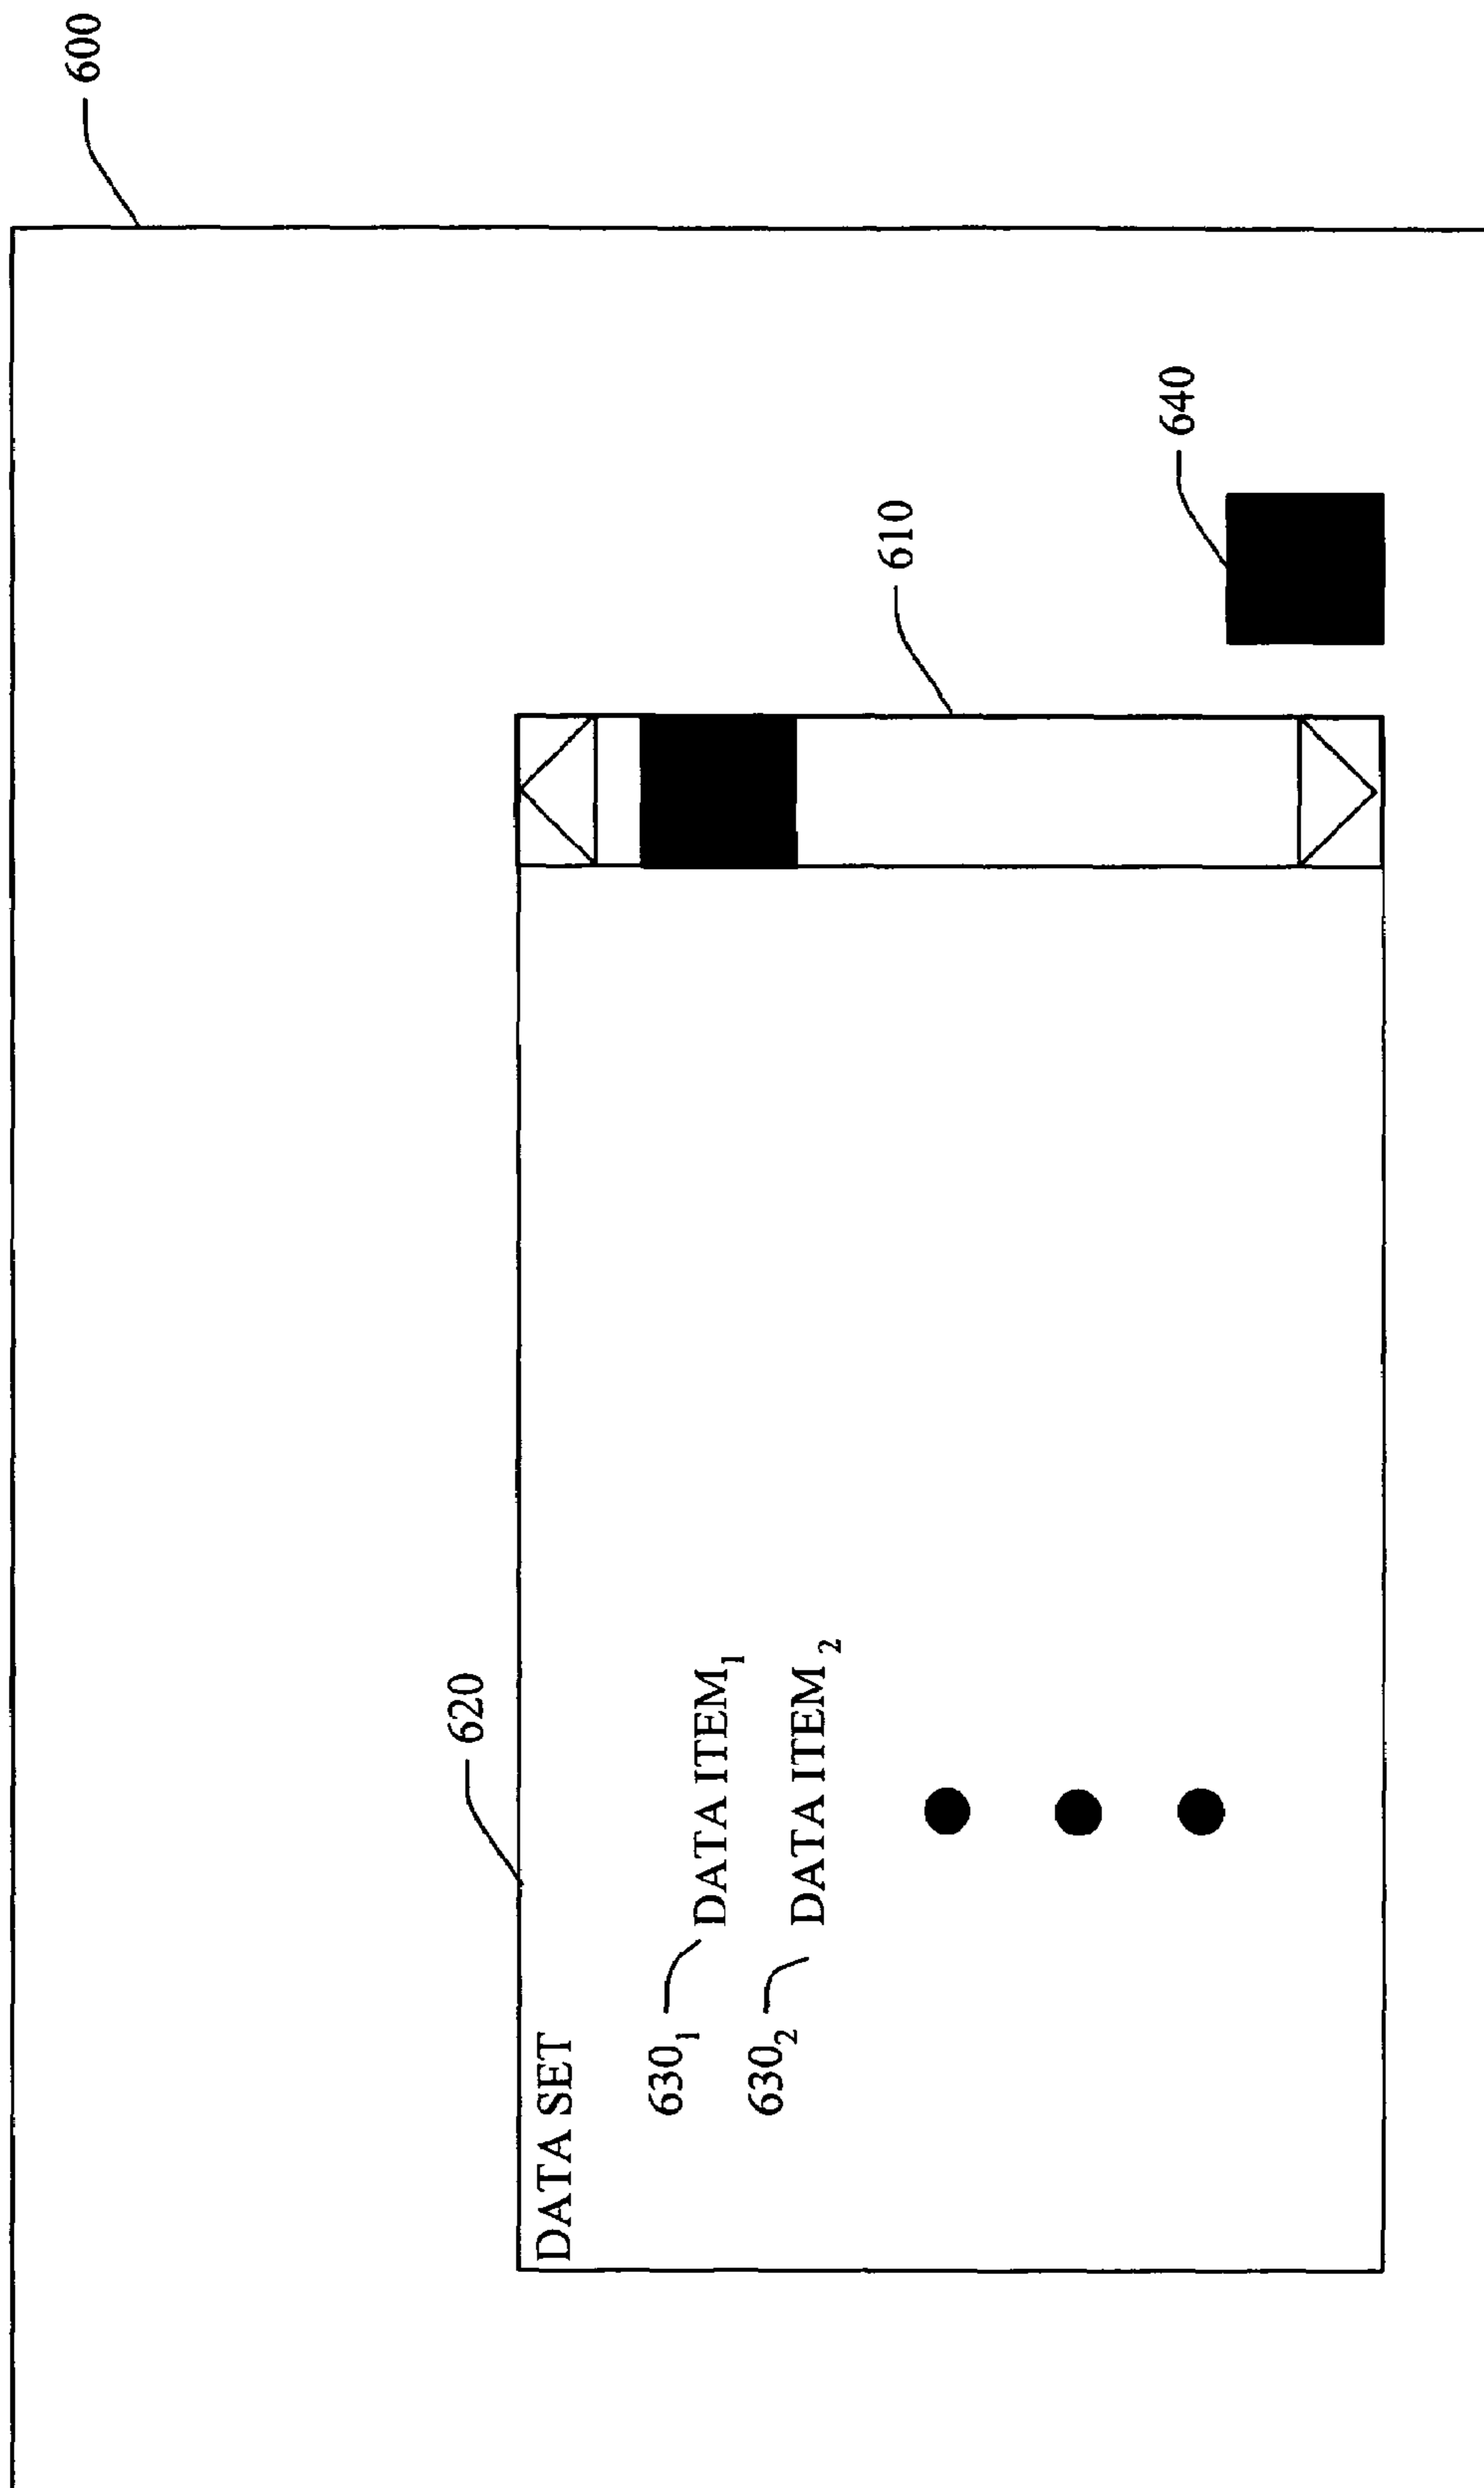 600
620
DATA SET
630₁ DATA ITEM₁
630₂ DATA ITEM₂
610
640